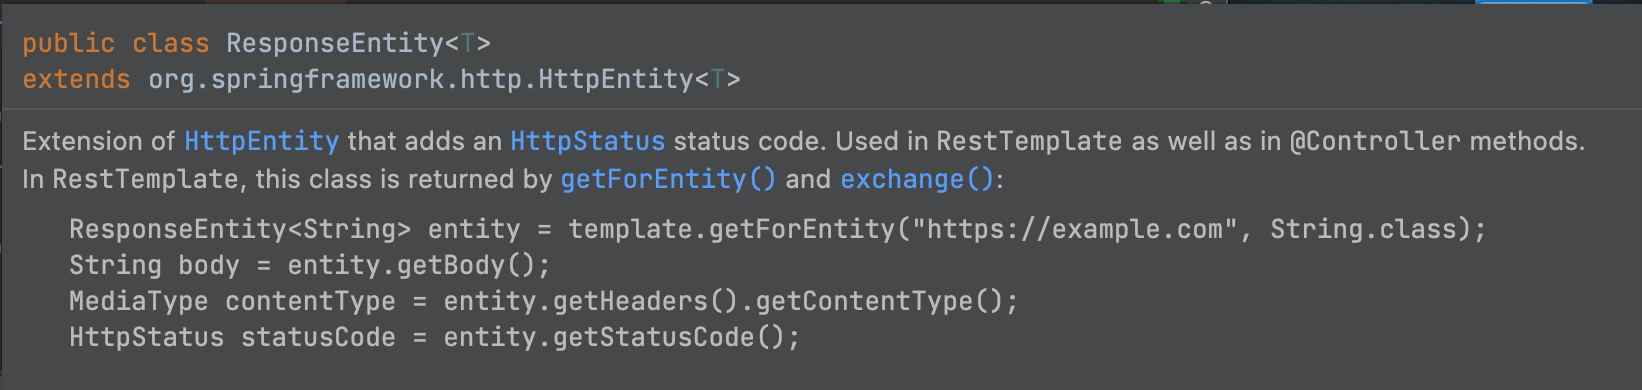 public class ResponseEntity<T>
extends org.springframework.http.HttpEntity<T>
Extension of HttpEntity that adds an HttpStatus status code. Used in RestTemplate as well as in @Controller methods.
In RestTemplate, this class is returned by getForEntity() and exchange():
ResponseEntity<String> entity = template.getForEntity("https://example.com", String.class);
String body = entity.getBody();
MediaType contentType = entity.getHeaders().getContentType();
HttpStatus statusCode = entity.getStatusCode();